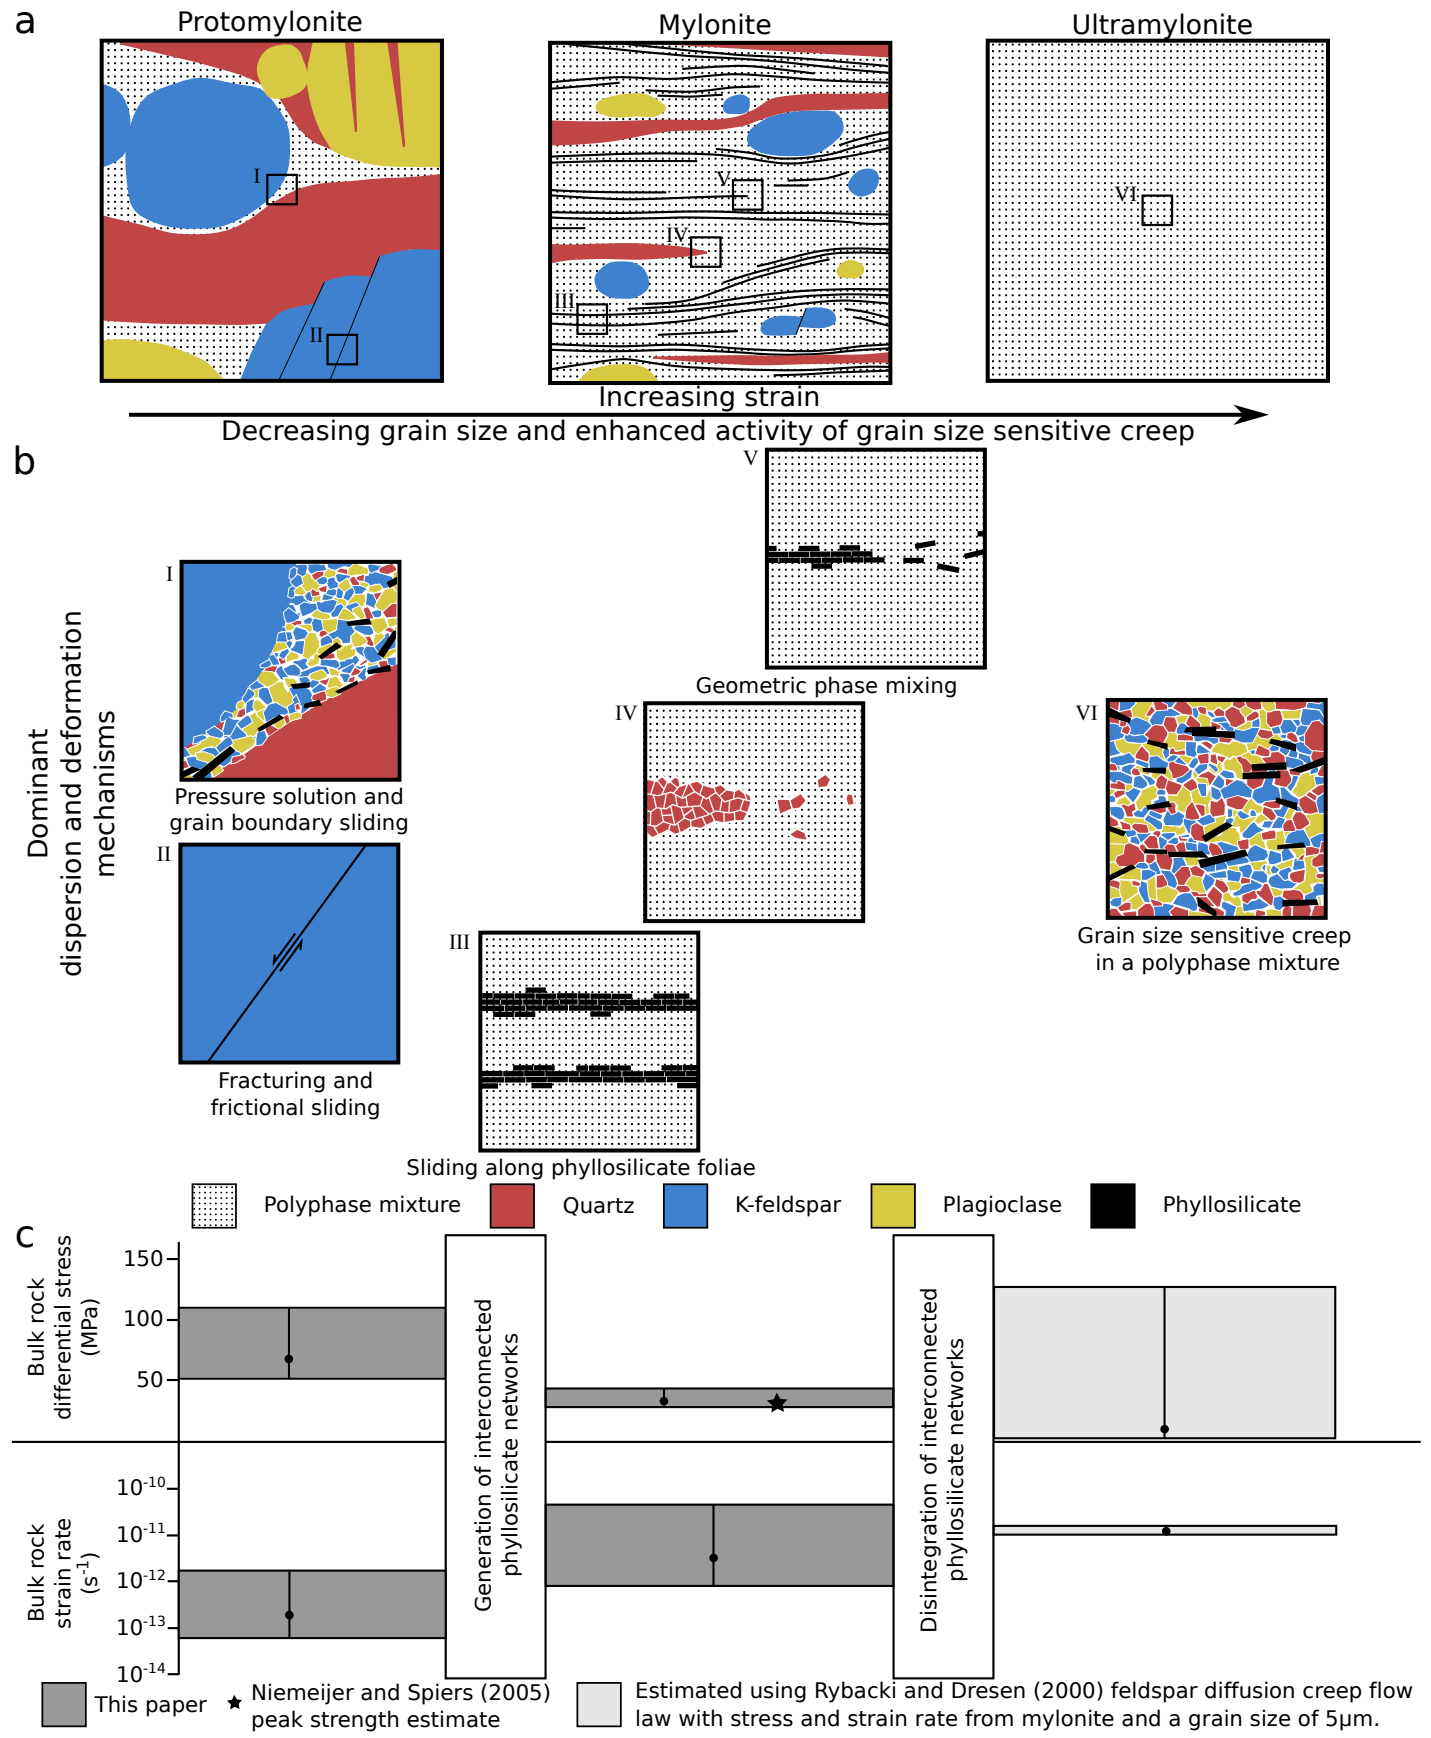 a
Protomylonite
Mylonite
Ultramylonite
I
II
III
IV
V
VI
Increasing strain
Decreasing grain size and enhanced activity of grain size sensitive creep
b
Dominant
dispersion and deformation
mechanisms
I
Pressure solution and
grain boundary sliding
II
Fracturing and
frictional sliding
III
Sliding along phyllosilicate foliae
IV
V
Geometric phase mixing
VI
Grain size sensitive creep
in a polyphase mixture
Polyphase mixture
Quartz
K-feldspar
Plagioclase
Phyllosilicate
c
Bulk rock
differential stress
(MPa)
150
100
50
Bulk rock
strain rate
(s-1)
10-10
10-11
10-12
10-13
10-14
Generation of interconnected
phyllosilicate networks
Disintegration of interconnected
phyllosilicate networks
This paper
Niemeijer and Spiers (2005)
peak strength estimate
Estimated using Rybacki and Dresen (2000) feldspar diffusion creep flow
law with stress and strain rate from mylonite and a grain size of 5µm.